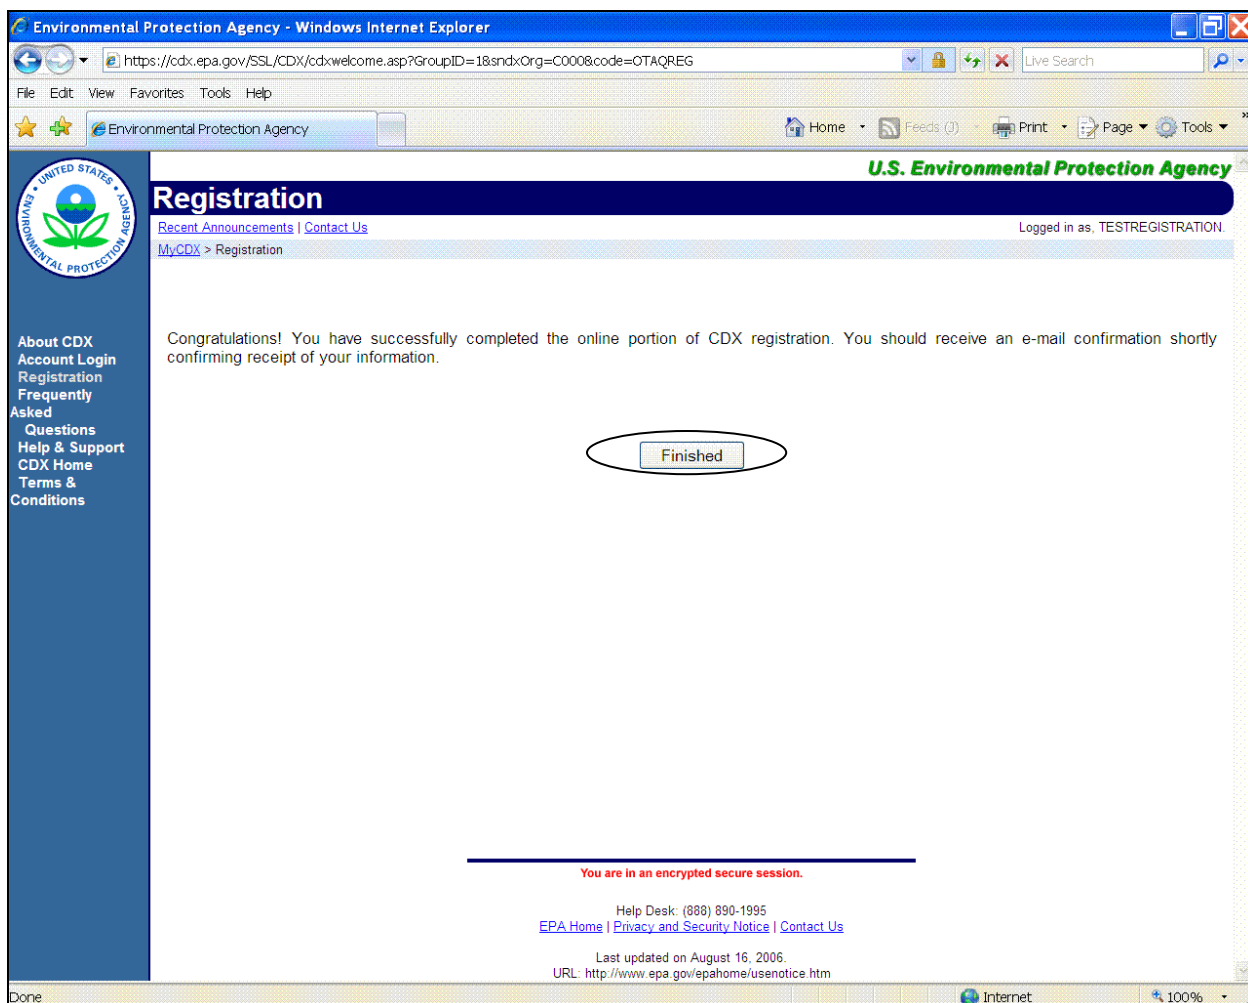 Environmental Protection Agency - Windows Internet Explorer
https://cdx.epa.gov/SSL/CDX/cdxwelcome.asp?GroupID=1&sndxOrg=C000&code=OTAQREG
Live Search
File Edit View Favorites Tools Help
Environmental Protection Agency
Home Feeds (J) Print Page Tools »
UNITED STATES ENVIRONMENTAL PROTECTION AGENCY
U.S. Environmental Protection Agency
Registration
Recent Announcements | Contact Us
Logged in as, TESTREGISTRATION.
MyCDX > Registration
About CDX
Account Login
Registration
Frequently
Asked
Questions
Help & Support
CDX Home
Terms &
Conditions
Congratulations! You have successfully completed the online portion of CDX registration. You should receive an e-mail confirmation shortly
confirming receipt of your information.
Finished
You are in an encrypted secure session.
Help Desk: (888) 890-1995
EPA Home | Privacy and Security Notice | Contact Us
Last updated on August 16, 2006.
URL: http://www.epa.gov/epahome/usenotice.htm
Done
Internet
100%